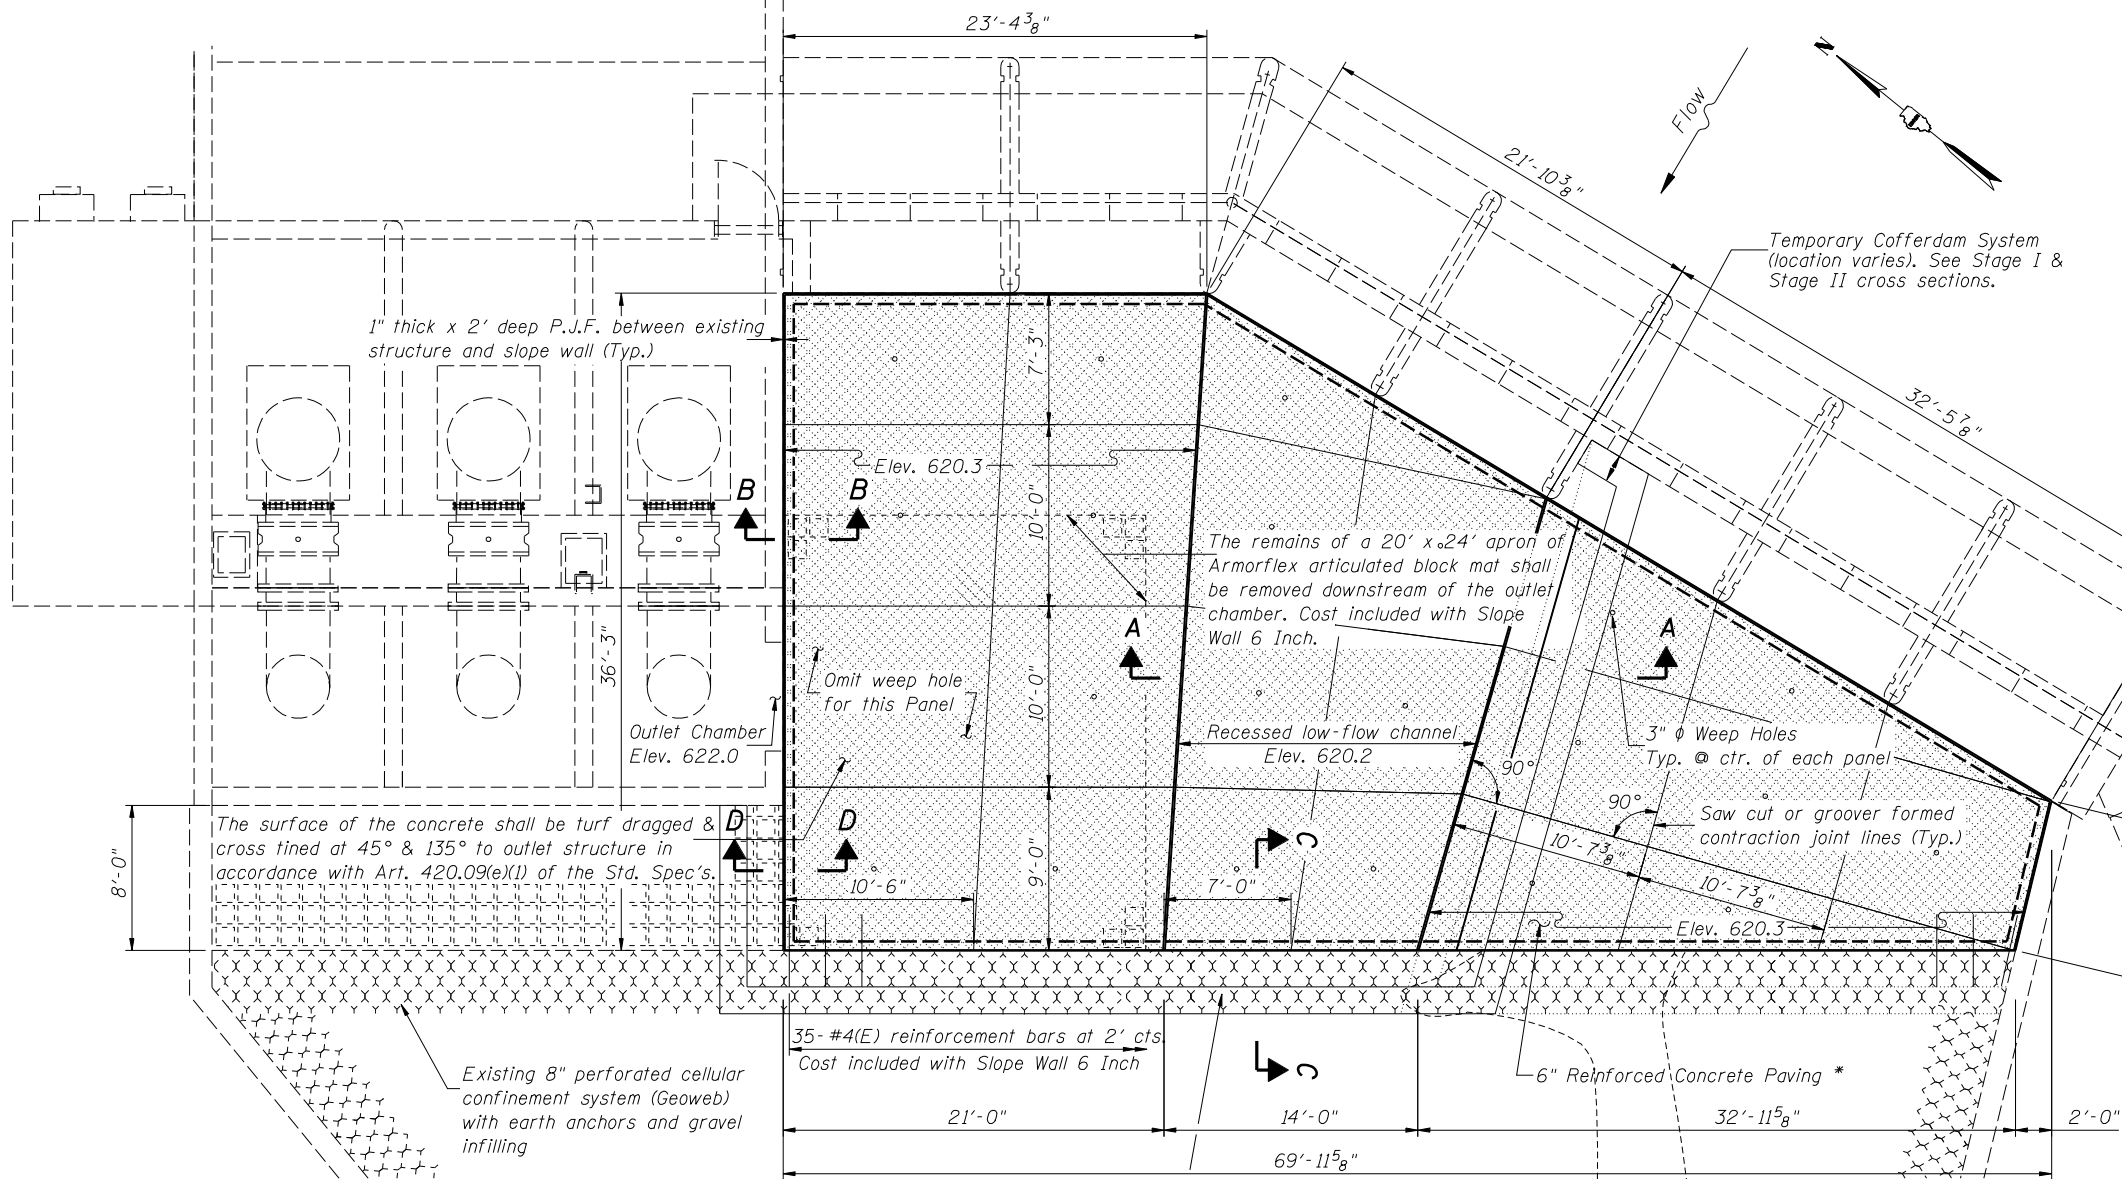 23'-4 3/8"
N
Flow
21'-10 3/8"
Temporary Cofferdam System
(location varies). See Stage I &
Stage II cross sections.
1" thick x 2' deep P.J.F. between existing
structure and slope wall (Typ.)
7'-3"
32'-5 7/8"
Elev. 620.3
B
B
10'-0"
The remains of a 20' x 24' apron of
Armorflex articulated block mat shall
be removed downstream of the outlet
chamber. Cost included with Slope
Wall 6 Inch.
A
A
36'-3"
Omit weep hole
for this Panel
10'-0"
Outlet Chamber
Elev. 622.0
Recessed low-flow channel
Elev. 620.2
90°
3" φ Weep Holes
Typ. @ ctr. of each panel
90°
Saw cut or groover formed
contraction joint lines (Typ.)
The surface of the concrete shall be turf dragged &
cross tined at 45° & 135° to outlet structure in
accordance with Art. 420.09(e)(1) of the Std. Spec's.
D
D
C
8'-0"
9'-0"
10'-6"
7'-0"
10'-7 3/8"
10'-7 3/8"
Elev. 620.3
35- #4(E) reinforcement bars at 2' cts.
Cost included with Slope Wall 6 Inch
C
Existing 8" perforated cellular
confinement system (Geoweb)
with earth anchors and gravel
infilling
6" Reinforced Concrete Paving *
21'-0"
14'-0"
32'-11 5/8"
2'-0"
69'-11 5/8"